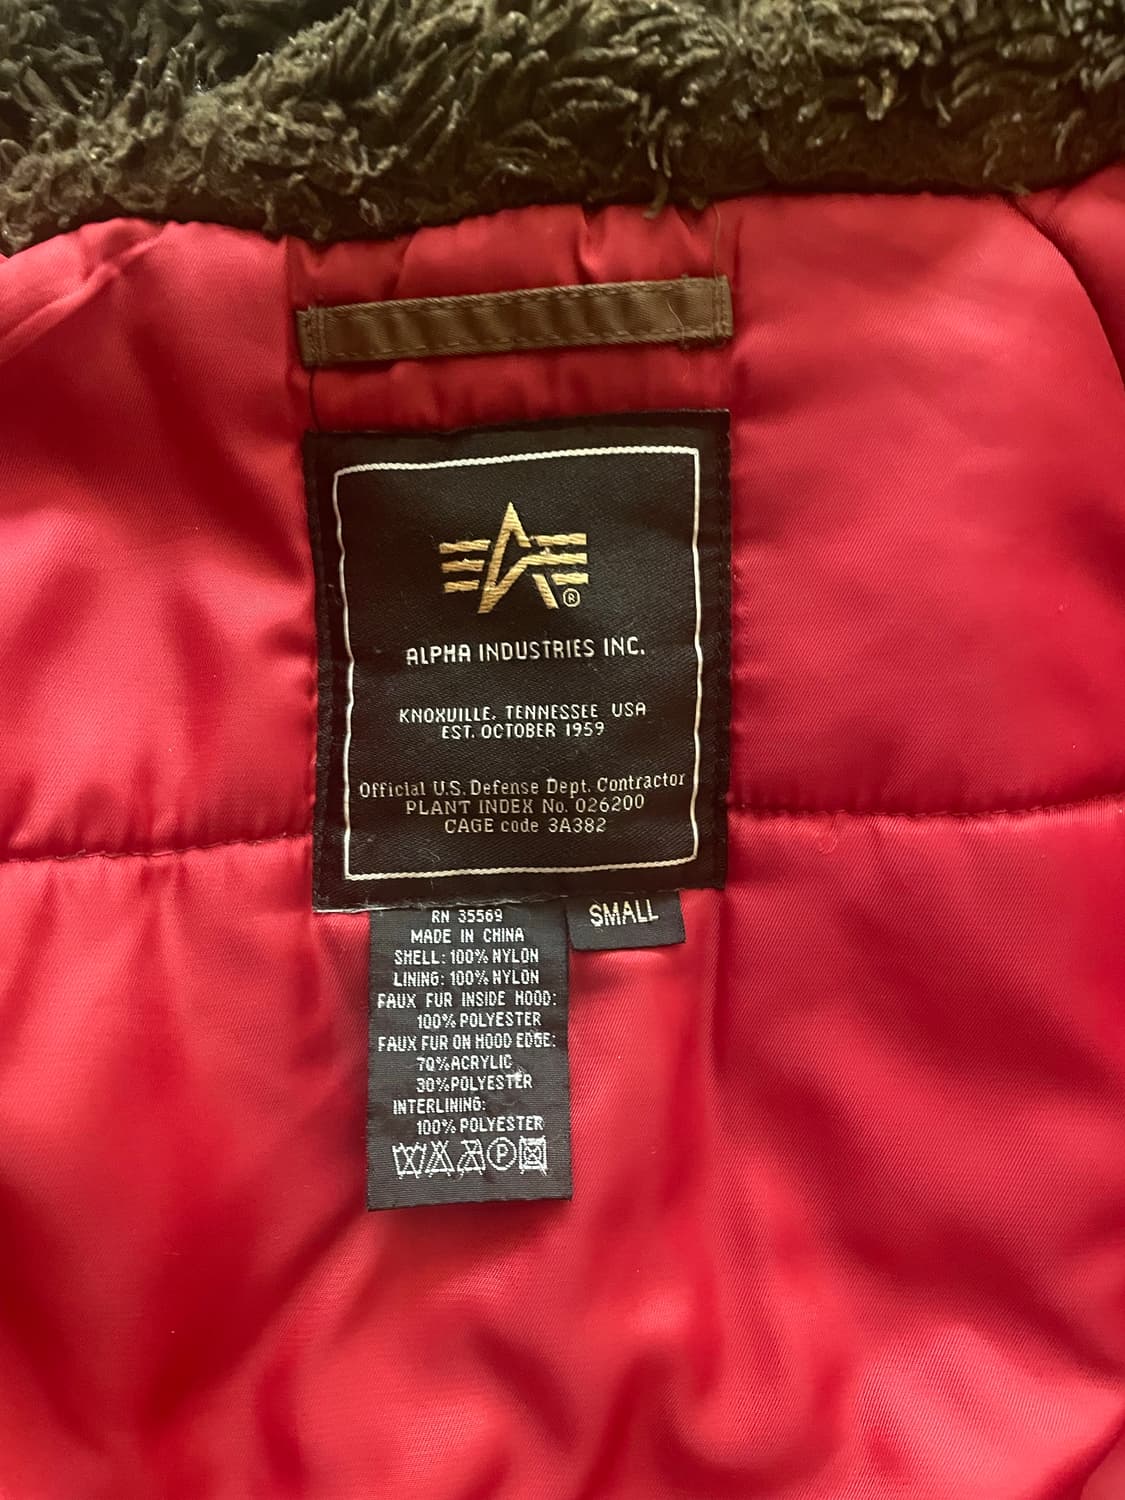 ®
ALPHA INDUSTRIES INC.
KNOXVILLE, TENNESSEE USA
EST. OCTOBER 1959
Official U.S. Defense Dept. Contractor
PLANT INDEX No. 026200
CAGE code 3A382
SMALL
RN 35569
MADE IN CHINA
SHELL: 100% NYLON
LINING: 100% NYLON
FAUX FUR INSIDE HOOD:
100% POLYESTER
FAUX FUR ON HOOD EDGE:
70% ACRYLIC
30% POLYESTER
INTERLINING:
100% POLYESTER
P